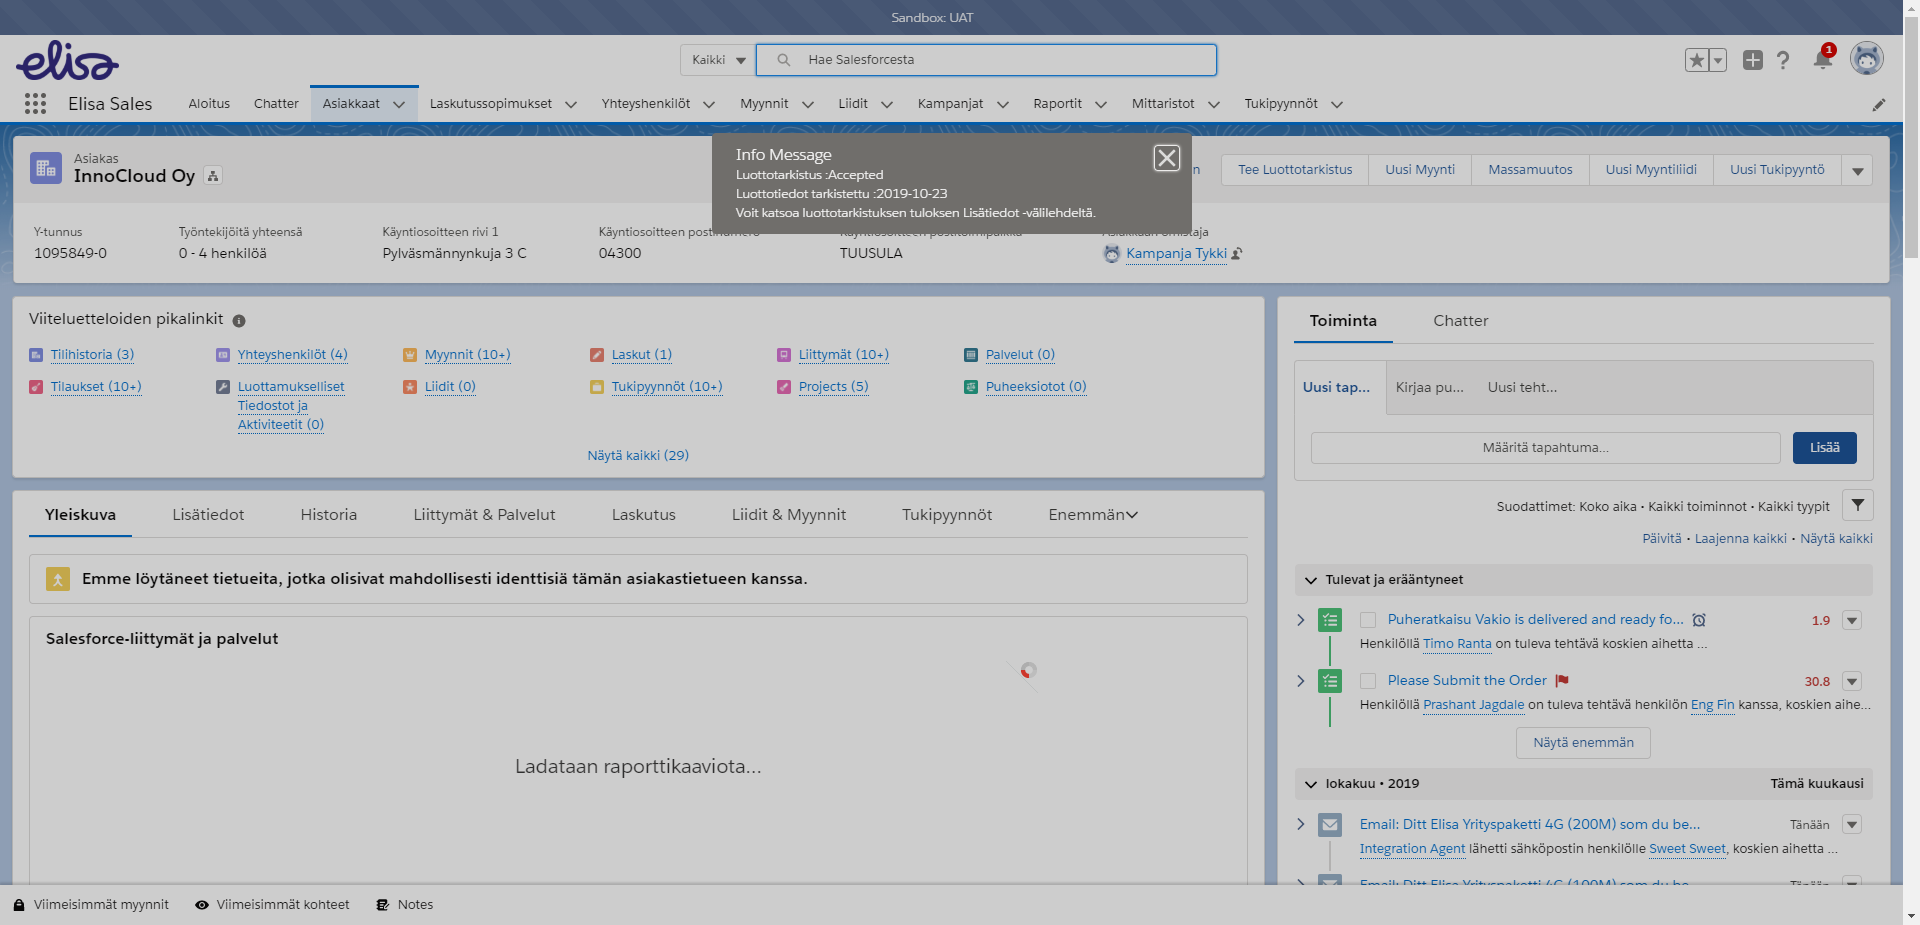 Sandbox: UAT
elisa
Kaikki
Hae Salesforcesta
1
Elisa Sales
Aloitus
Chatter
Asiakkaat
Laskutussopimukset
Yhteyshenkilöt
Myynnit
Liidit
Kampanjat
Raportit
Mittaristot
Tukipyynnöt
Info Message
Luottotarkistus :Accepted
Luottotiedot tarkistettu :2019-10-23
Voit katsoa luottotarkistuksen tuloksen Lisätiedot -välilehdeltä.
Asiakas
InnoCloud Oy
Tee Luottotarkistus
Uusi Myynti
Massamuutos
Uusi Myyntiliidi
Uusi Tukipyyntö
Y-tunnus
1095849-0
Työntekijöitä yhteensä
0 - 4 henkilöä
Käyntiosoitteen rivi 1
Pylväsmännynkuja 3 C
Käyntiosoitteen postinumero
04300
Käyntiosoitteen postitoimipaikka
TUUSULA
Asiakkaan omistaja
Kampanja Tykki
Viiteluetteloiden pikalinkit
Tilihistoria (3)
Yhteyshenkilöt (4)
Myynnit (10+)
Laskut (1)
Liittymät (10+)
Palvelut (0)
Tilaukset (10+)
Luottamukselliset
Tiedostot ja
Aktiviteetit (0)
Liidit (0)
Tukipyynnöt (10+)
Projects (5)
Puheeksiotot (0)
Näytä kaikki (29)
Yleiskuva
Lisätiedot
Historia
Liittymät & Palvelut
Laskutus
Liidit & Myynnit
Tukipyynnöt
Enemmän
Emme löytäneet tietueita, jotka olisivat mahdollisesti identtisiä tämän asiakastietueen kanssa.
Salesforce-liittymät ja palvelut
Ladataan raporttikaaviota...
Toiminta
Chatter
Uusi tap...
Kirjaa pu...
Uusi teht...
Määritä tapahtuma...
Lisää
Suodattimet: Koko aika • Kaikki toiminnot • Kaikki tyypit
Päivitä • Laajenna kaikki • Näytä kaikki
Tulevat ja erääntyneet
Puheratkaisu Vakio is delivered and ready fo...
1.9
Henkilöllä Timo Ranta on tuleva tehtävä koskien aihetta ...
Please Submit the Order
30.8
Henkilöllä Prashant Jagdale on tuleva tehtävä henkilön Eng Fin kanssa, koskien aihe...
Näytä enemmän
lokakuu • 2019
Tämä kuukausi
Email: Ditt Elisa Yrityspaketti 4G (200M) som du be...
Tänään
Integration Agent lähetti sähköpostin henkilölle Sweet Sweet, koskien aihetta ...
Email: Ditt Elisa Yrityspaketti 4G (100M) som du be...
Tänään
Viimeisimmät myynnit
Viimeisimmät kohteet
Notes